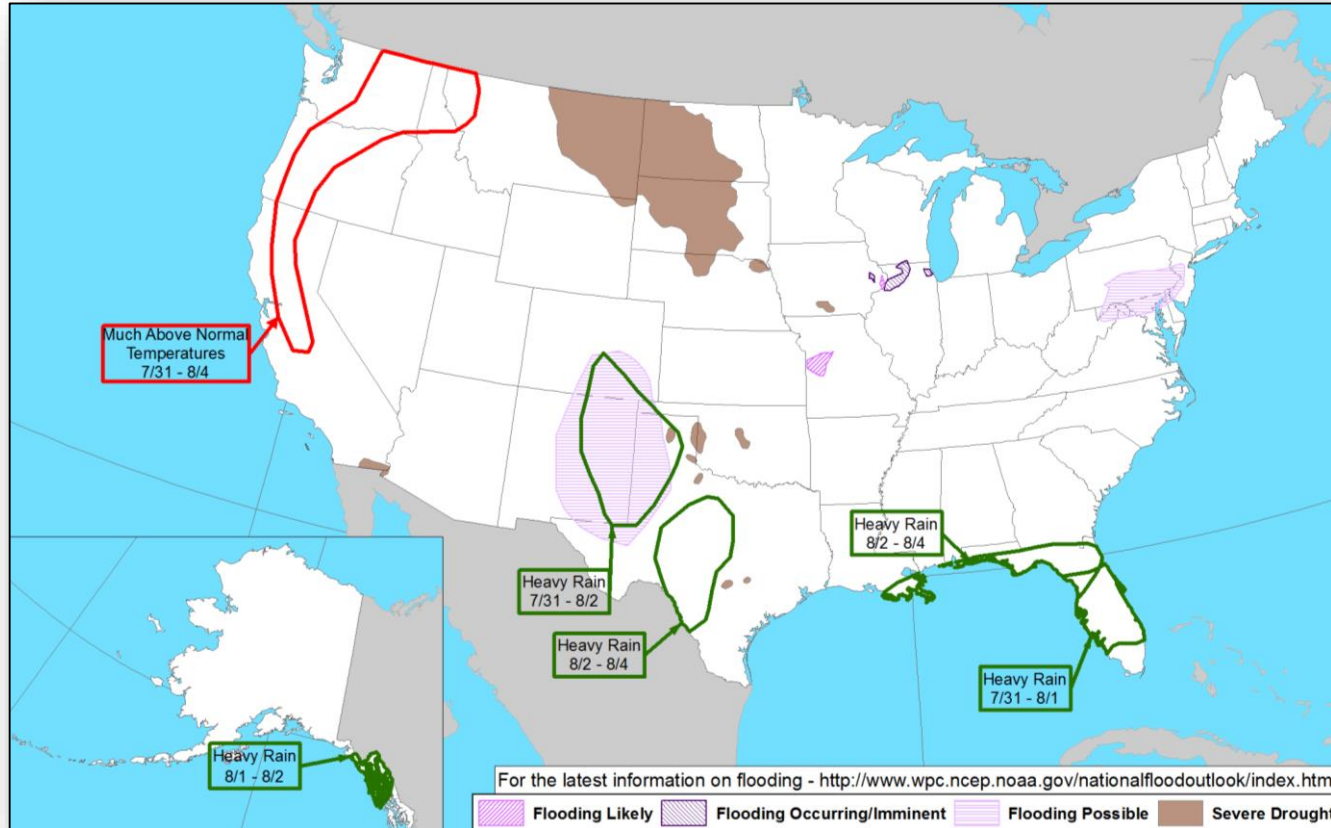 Much Above Normal
Temperatures
7/31 - 8/4
Heavy Rain
8/2 - 8/4
Heavy Rain
7/31 - 8/2
Heavy Rain
8/2 - 8/4
Heavy Rain
7/31 - 8/1
Heavy Rain
8/1 - 8/2
For the latest information on flooding - http://www.wpc.ncep.noaa.gov/nationalfloodoutlook/index.htm
Flooding Likely Flooding Occurring/Imminent Flooding Possible Severe Drought